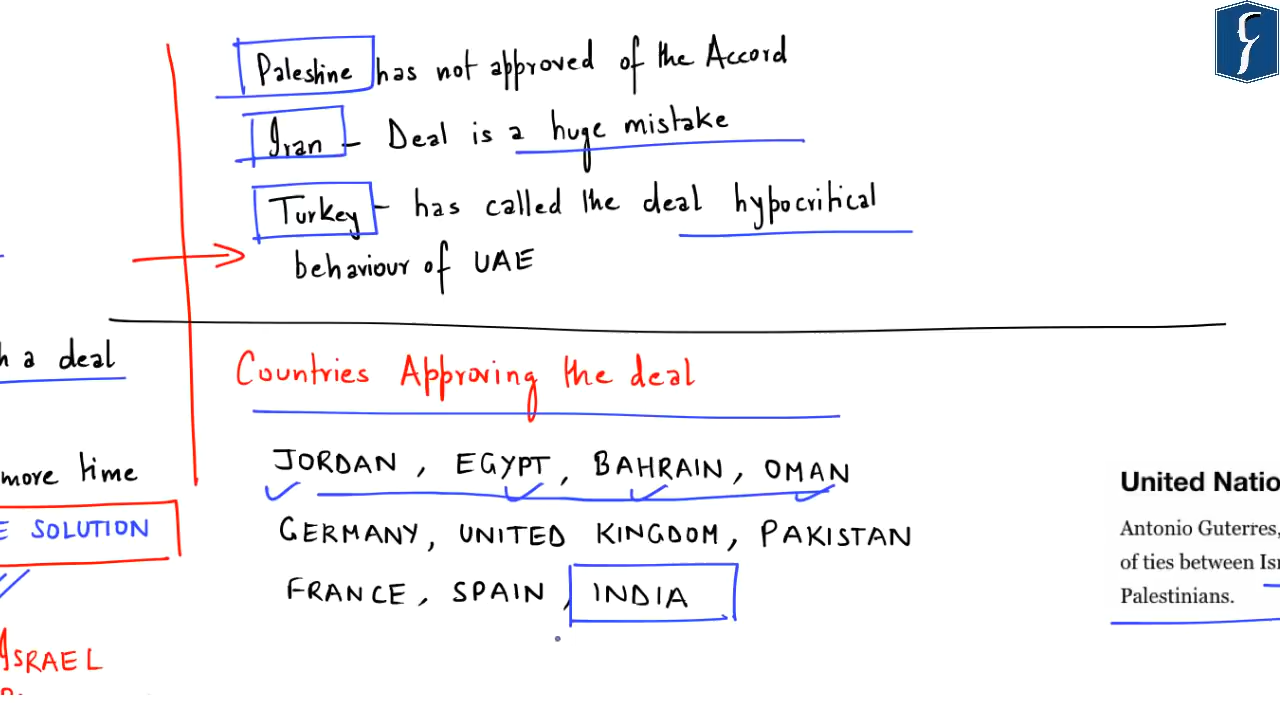 Palestine has not approved of the Accord
Iran - Deal is a huge mistake
Turkey - has called the deal hypocritical
behaviour of UAE
a deal
more time
SOLUTION
ISRAEL
Countries Approving the deal
JORDAN, EGYPT, BAHRAIN, OMAN
GERMANY, UNITED KINGDOM, PAKISTAN
FRANCE, SPAIN, INDIA
United Natio
Antonio Guterres,
of ties between Isr
Palestinians.